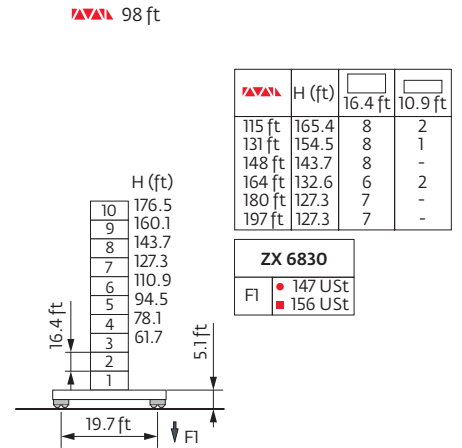 98 ft
H (ft) 16.4 ft 10.9 ft
115 ft 165.4 8 2
131 ft 154.5 8 1
148 ft 143.7 8 -
164 ft 132.6 6 2
180 ft 127.3 7 -
197 ft 127.3 7 -
ZX 6830
F1 147 USt
156 USt
H (ft)
10 176.5
9 160.1
8 143.7
7 127.3
6 110.9
5 94.5
4 78.1
3 61.7
2
1
16.4 ft
5.1 ft
19.7 ft
F1